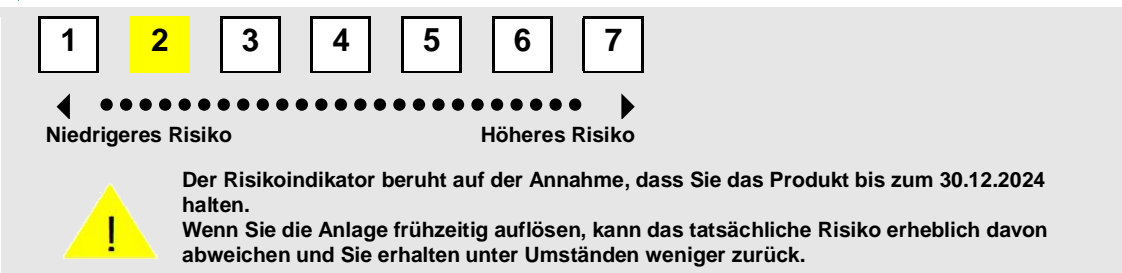 1 2 3 4 5 6 7
Niedrigeres Risiko Höheres Risiko
Der Risikoindikator beruht auf der Annahme, dass Sie das Produkt bis zum 30.12.2024
halten.
Wenn Sie die Anlage frühzeitig auflösen, kann das tatsächliche Risiko erheblich davon
abweichen und Sie erhalten unter Umständen weniger zurück.
!